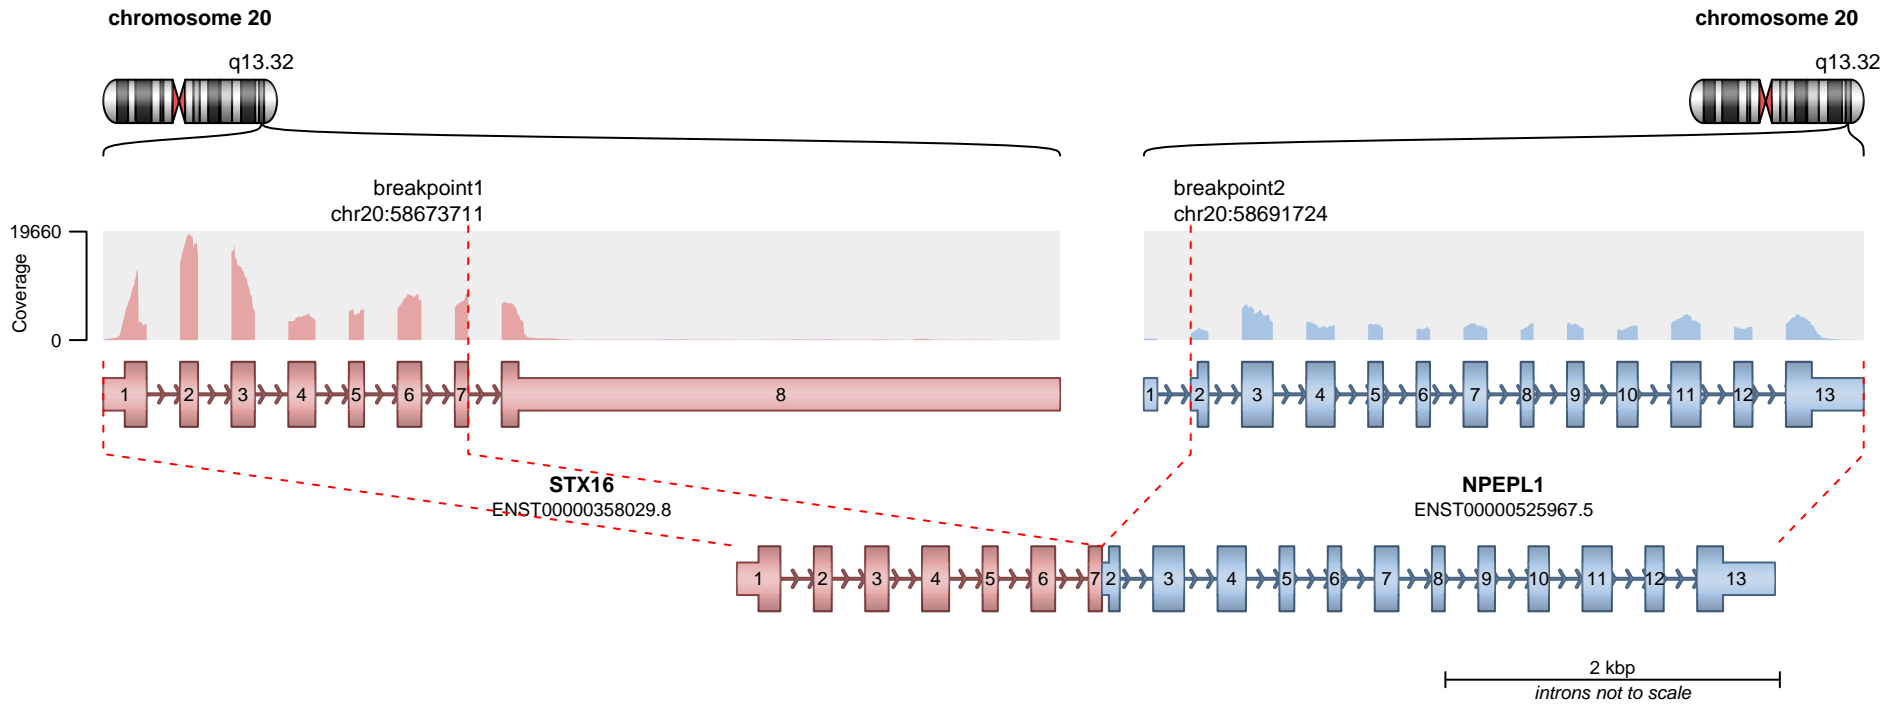 chromosome 20
chromosome 20
q13.32
q13.32
breakpoint1
chr20:58673711
breakpoint2
chr20:58691724
19660
Coverage
0
1 2 3 4 5 6 7 8
1 2 3 4 5 6 7 8 9 10 11 12 13
STX16
ENST00000358029.8
NPEPL1
ENST00000525967.5
1 2 3 4 5 6 7 2 3 4 5 6 7 8 9 10 11 12 13
2 kbp
introns not to scale